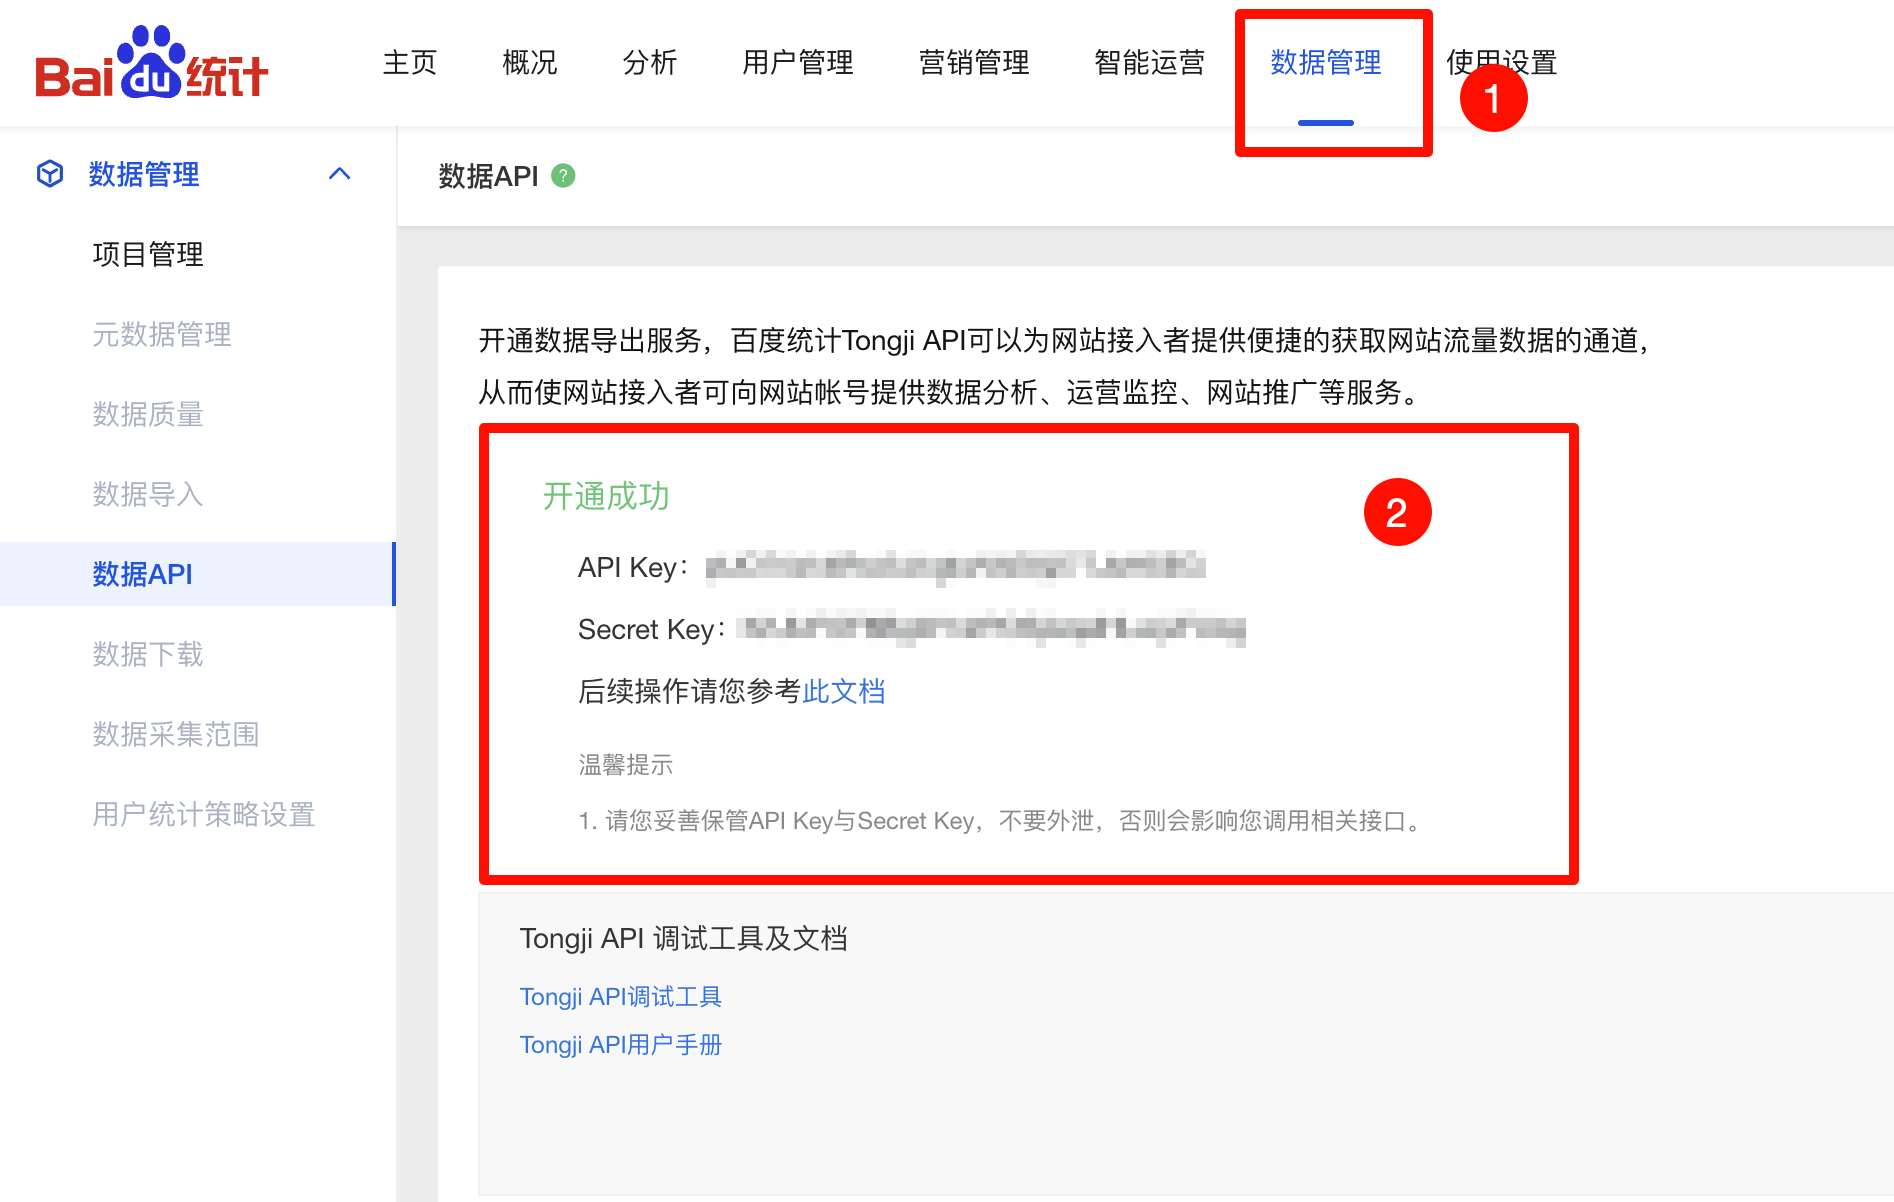 Baidu统计
主页 概况 分析 用户管理 营销管理 智能运营 数据管理 使用设置
1
数据管理
项目管理
元数据管理
数据质量
数据导入
数据API
数据下载
数据采集范围
用户统计策略设置
数据API ?
开通数据导出服务，百度统计Tongji API可以为网站接入者提供便捷的获取网站流量数据的通道，
从而使网站接入者可向网站帐号提供数据分析、运营监控、网站推广等服务。
开通成功
2
API Key：
Secret Key：
后续操作请您参考此文档
温馨提示
1. 请您妥善保管API Key与Secret Key，不要外泄，否则会影响您调用相关接口。
Tongji API 调试工具及文档
Tongji API调试工具
Tongji API用户手册